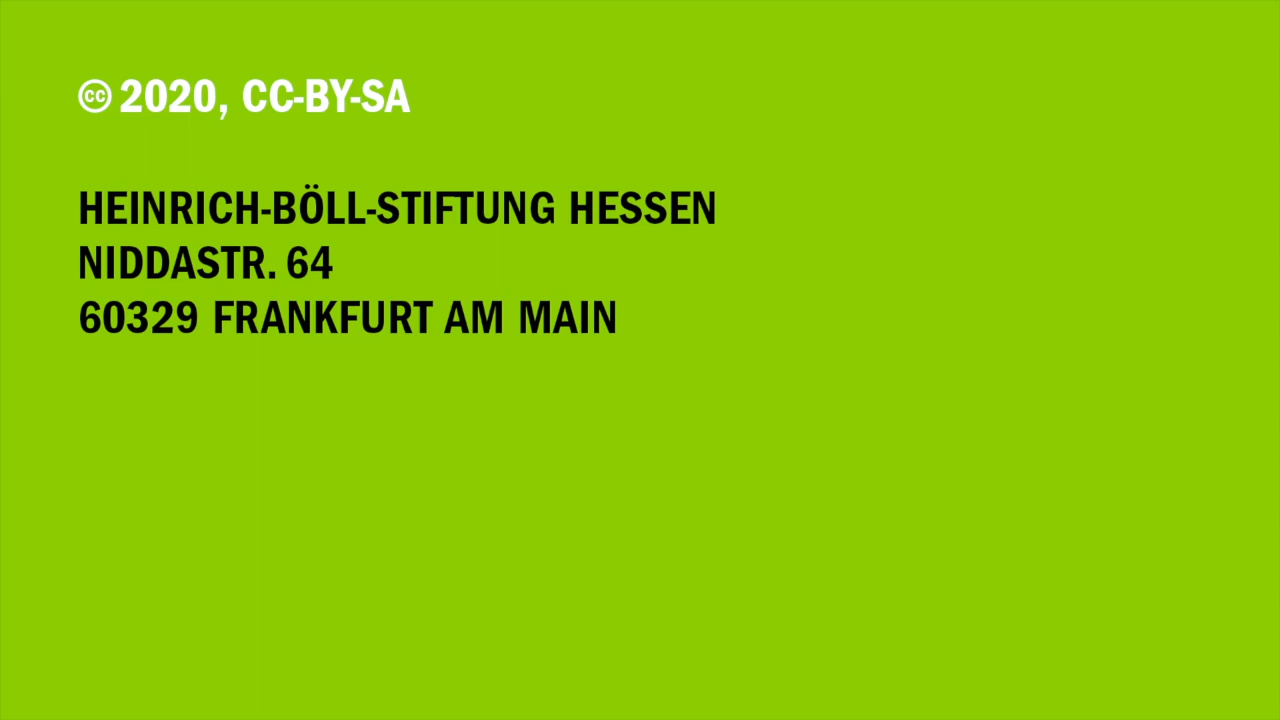 🅭 2020, CC-BY-SA
HEINRICH-BÖLL-STIFTUNG HESSEN
NIDDASTR. 64
60329 FRANKFURT AM MAIN